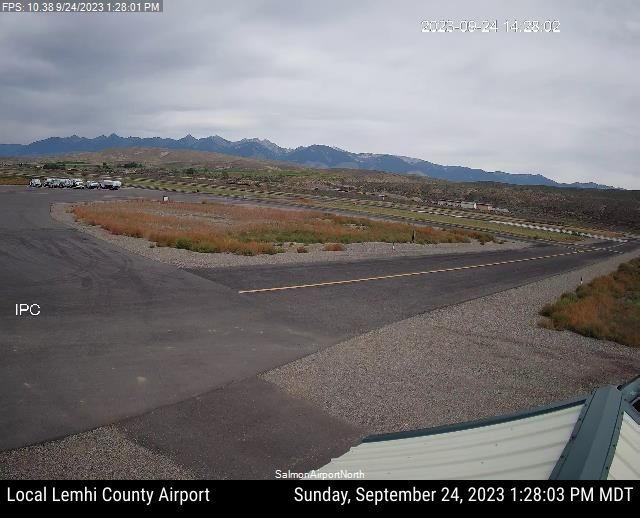 FPS: 10.38 9/24/2023 1:28:01 PM
2023-09-24 14:28:02
IPC
SalmonAirportNorth
Local Lemhi County Airport
Sunday, September 24, 2023 1:28:03 PM MDT